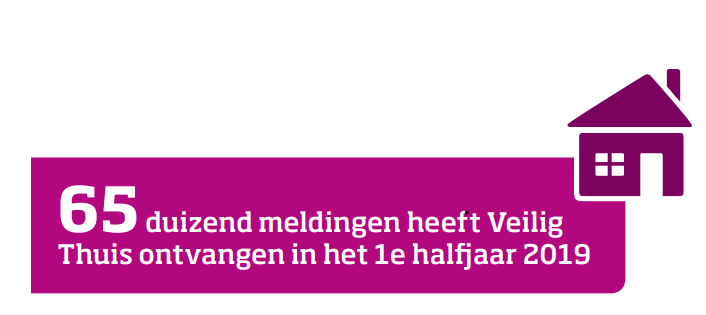 65 duizend meldingen heeft Veilig
Thuis ontvangen in het 1e halfjaar 2019